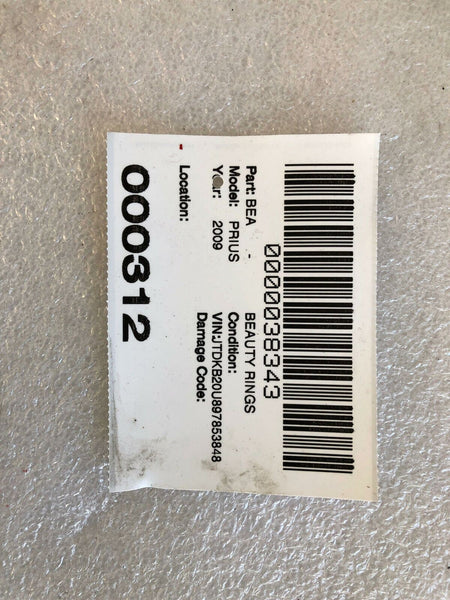 0000038343
Part: BEA - BEAUTY RINGS
Model: PRIUS Condition:
Year: 2009 VIN:JTDKB20U897853848
Damage Code:
Location:
000312